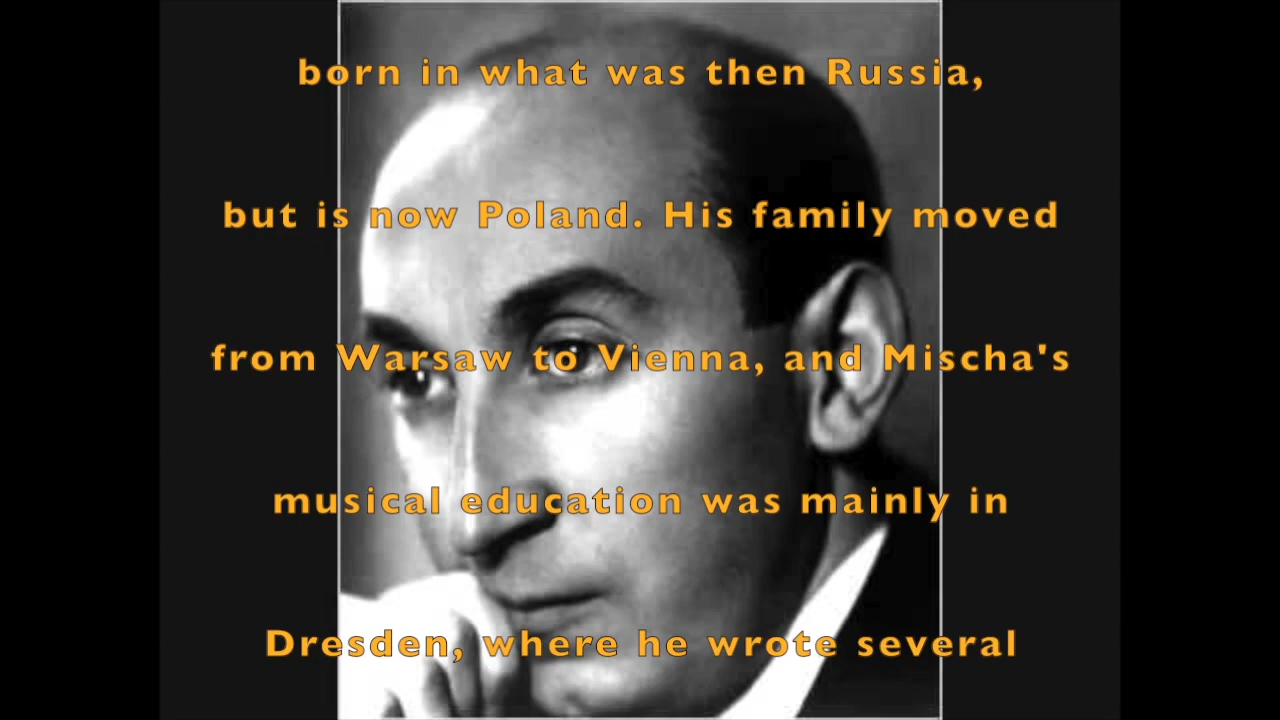 born in what was then Russia,
but is now Poland. His family moved
from Warsaw to Vienna, and Mischa's
musical education was mainly in
Dresden, where he wrote several